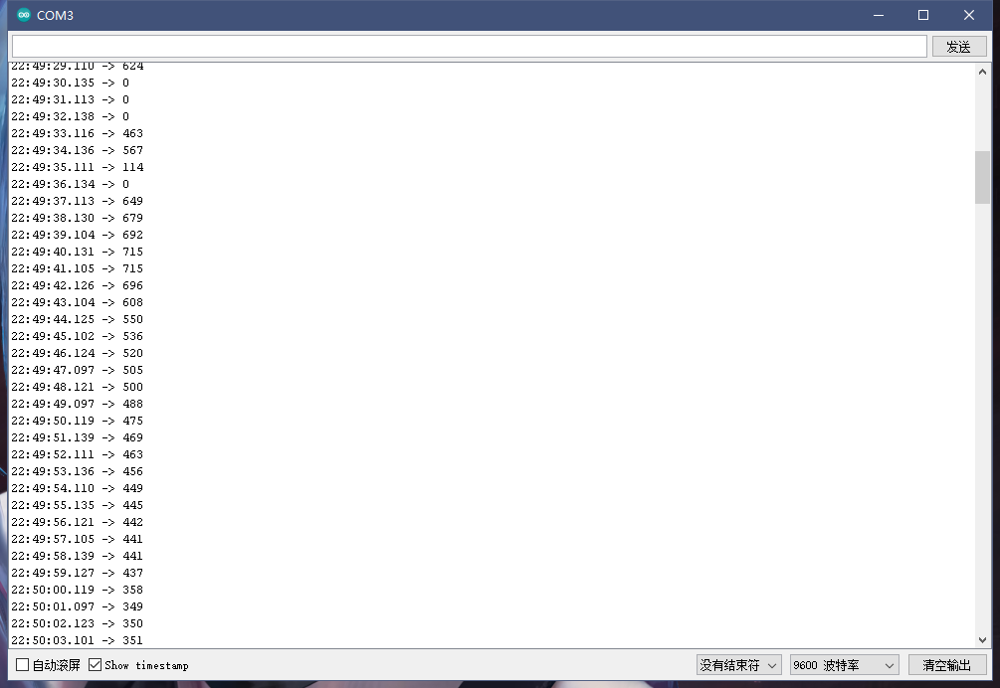 COM3
发送
22:49:29.110 -> 624
22:49:30.135 -> 0
22:49:31.113 -> 0
22:49:32.138 -> 0
22:49:33.116 -> 463
22:49:34.136 -> 567
22:49:35.111 -> 114
22:49:36.134 -> 0
22:49:37.113 -> 649
22:49:38.130 -> 679
22:49:39.104 -> 692
22:49:40.131 -> 715
22:49:41.105 -> 715
22:49:42.126 -> 696
22:49:43.104 -> 608
22:49:44.125 -> 550
22:49:45.102 -> 536
22:49:46.124 -> 520
22:49:47.097 -> 505
22:49:48.121 -> 500
22:49:49.097 -> 488
22:49:50.119 -> 475
22:49:51.139 -> 469
22:49:52.111 -> 463
22:49:53.136 -> 456
22:49:54.110 -> 449
22:49:55.135 -> 445
22:49:56.121 -> 442
22:49:57.105 -> 441
22:49:58.139 -> 441
22:49:59.127 -> 437
22:50:00.119 -> 358
22:50:01.097 -> 349
22:50:02.123 -> 350
22:50:03.101 -> 351
自动滚屏 Show timestamp 没有结束符 9600 波特率 清空输出